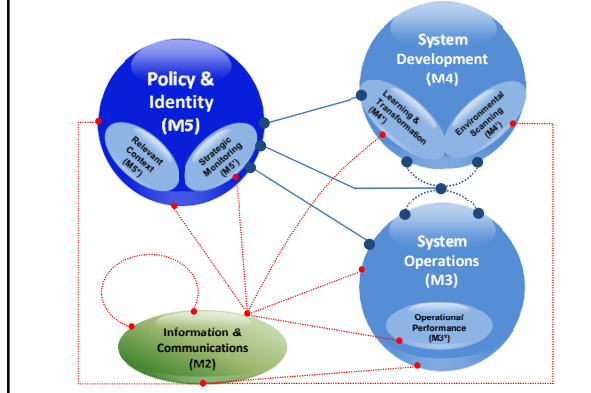 Policy &
Identity
(M5)
Relevant
Context
(M5*)
Strategic
Monitoring
(M5')
System
Development
(M4)
Learning &
Transformation
(M4*)
Environmental
Scanning
(M4')
System
Operations
(M3)
Operational
Performance
(M3*)
Information &
Communications
(M2)